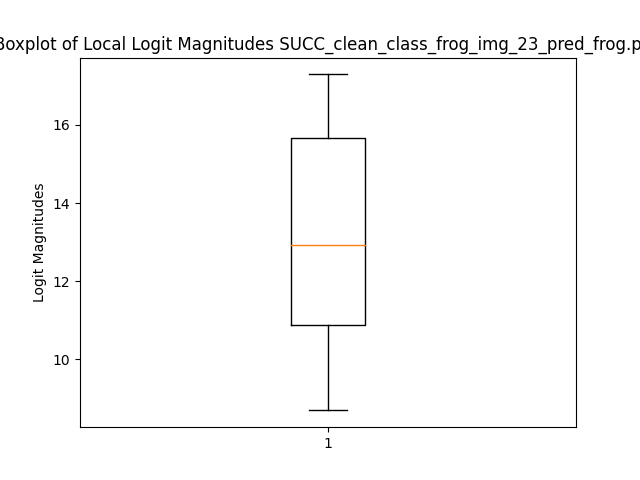 Boxplot of Local Logit Magnitudes SUCC_clean_class_frog_img_23_pred_frog.p
Logit Magnitudes
16
14
12
10
1